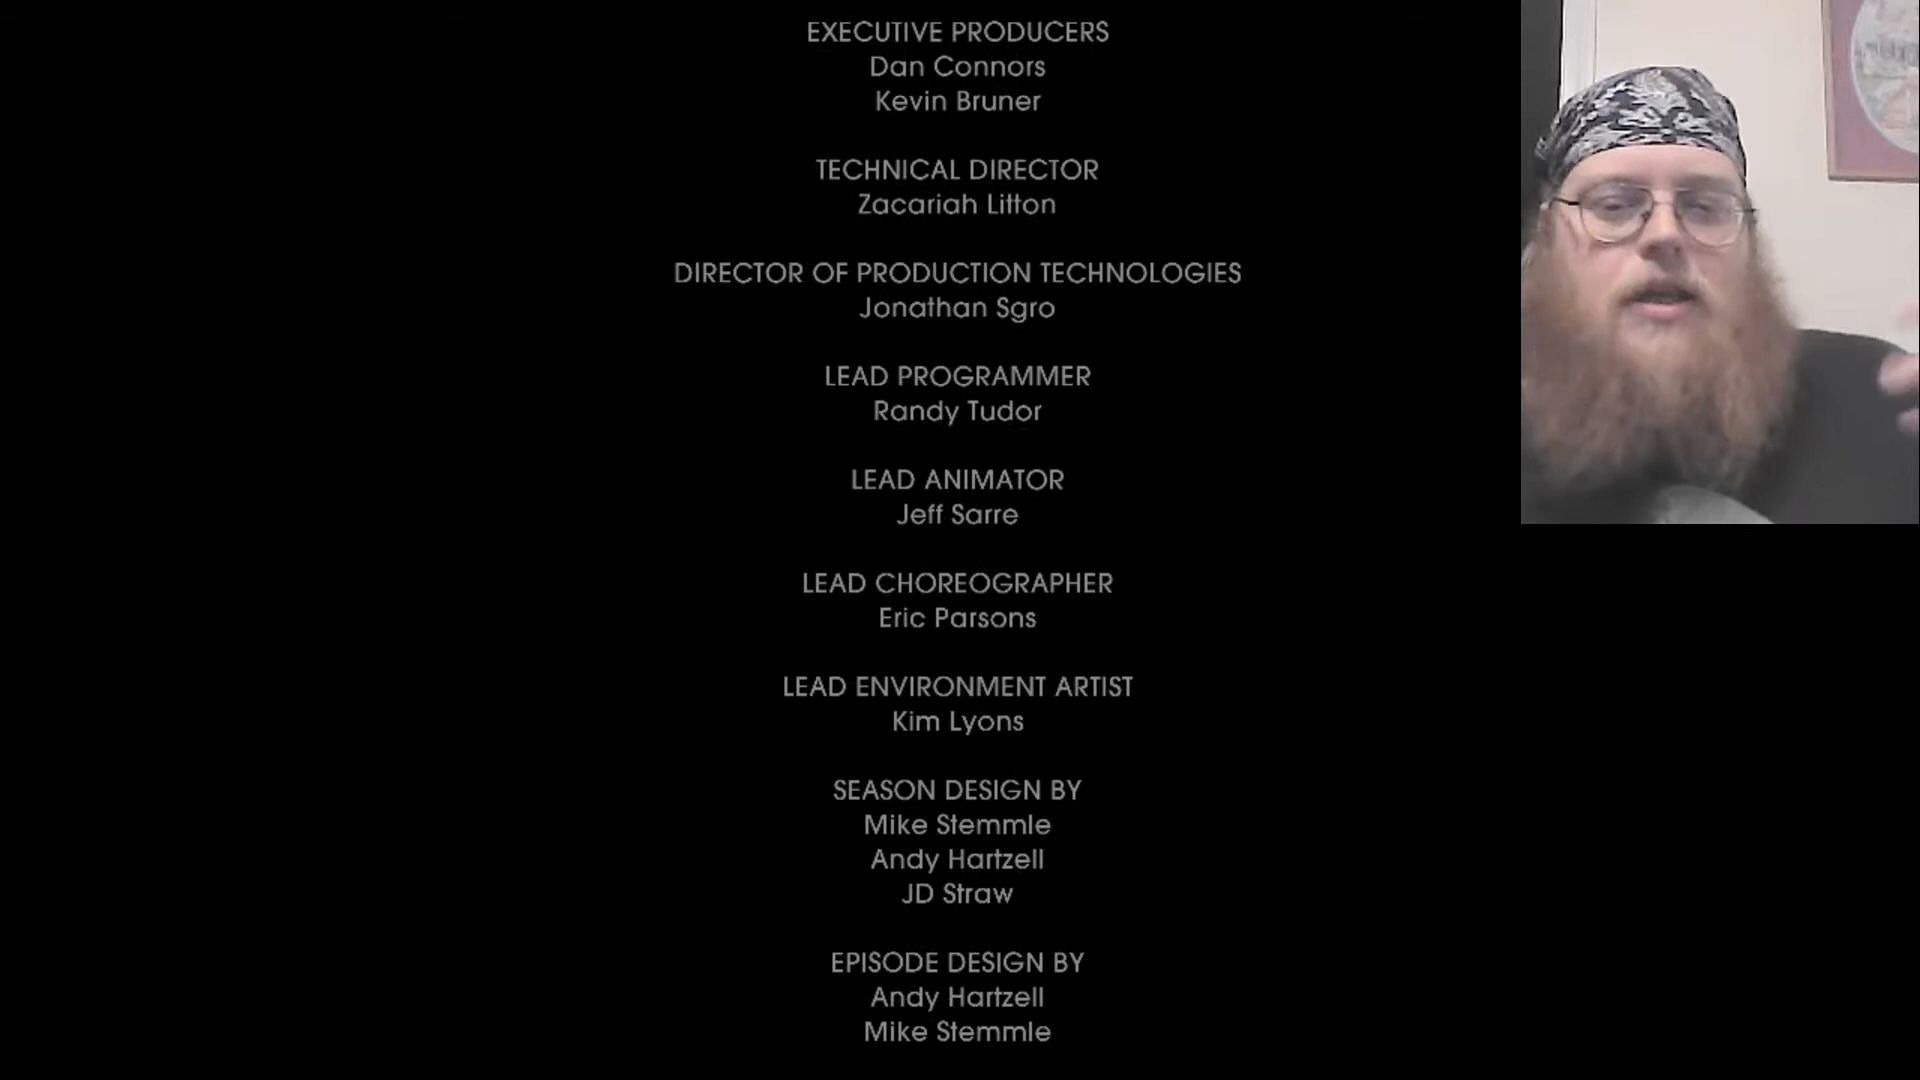 EXECUTIVE PRODUCERS
Dan Connors
Kevin Bruner
TECHNICAL DIRECTOR
Zacariah Litton
DIRECTOR OF PRODUCTION TECHNOLOGIES
Jonathan Sgro
LEAD PROGRAMMER
Randy Tudor
LEAD ANIMATOR
Jeff Sarre
LEAD CHOREOGRAPHER
Eric Parsons
LEAD ENVIRONMENT ARTIST
Kim Lyons
SEASON DESIGN BY
Mike Stemmle
Andy Hartzell
JD Straw
EPISODE DESIGN BY
Andy Hartzell
Mike Stemmle